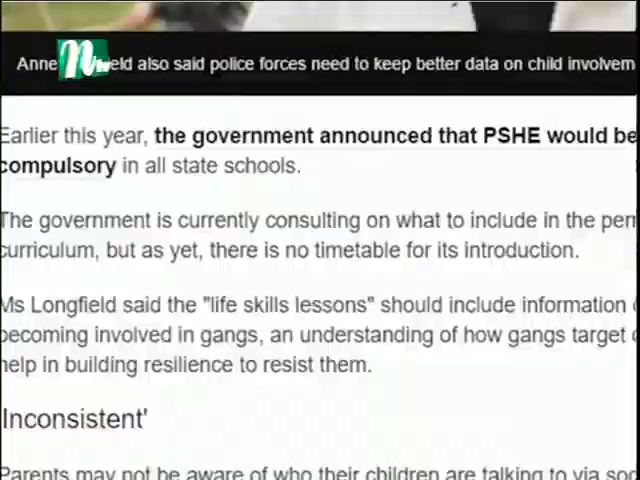 Anne eld also said police forces need to keep better data on child involvem
Earlier this year, the government announced that PSHE would be
compulsory in all state schools.
The government is currently consulting on what to include in the
curriculum, but as yet, there is no timetable for its introduction.
Ms Longfield said the "life skills lessons" should include information
becoming involved in gangs, an understanding of how gangs target
help in building resilience to resist them.
Inconsistent'
Parents may not be aware of who their children are talking to via